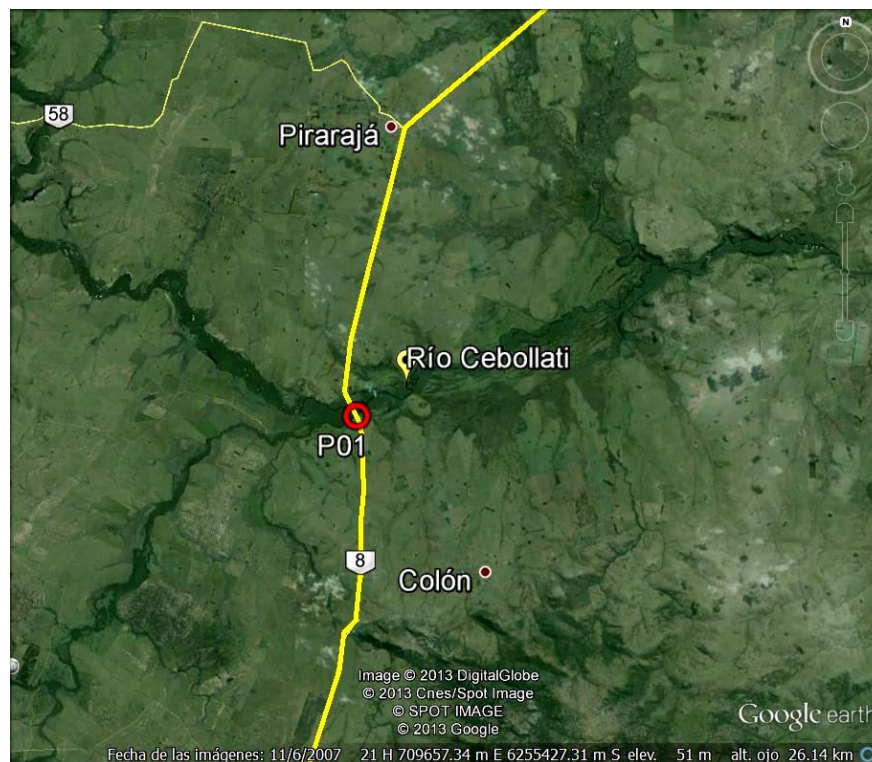 N
58
Pirarajá
Río Cebollati
P01
8
Colón
Image © 2013 DigitalGlobe
© 2013 Cnes/Spot Image
© SPOT IMAGE
© 2013 Google
Google earth
Fecha de las imágenes: 11/6/2007 21 H 709657.34 m E 6255427.31 m S elev. 51 m alt. ojo 26.14 km